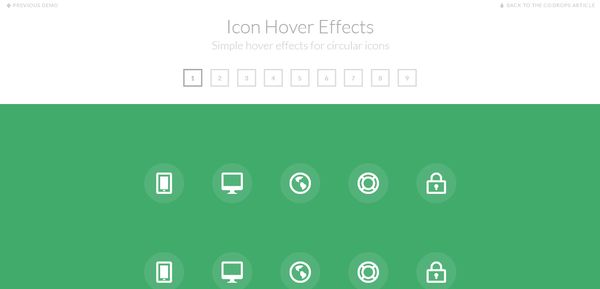 PREVIOUS DEMO
BACK TO THE CODROPS ARTICLE
Icon Hover Effects
Simple hover effects for circular icons
1 2 3 4 5 6 7 8 9